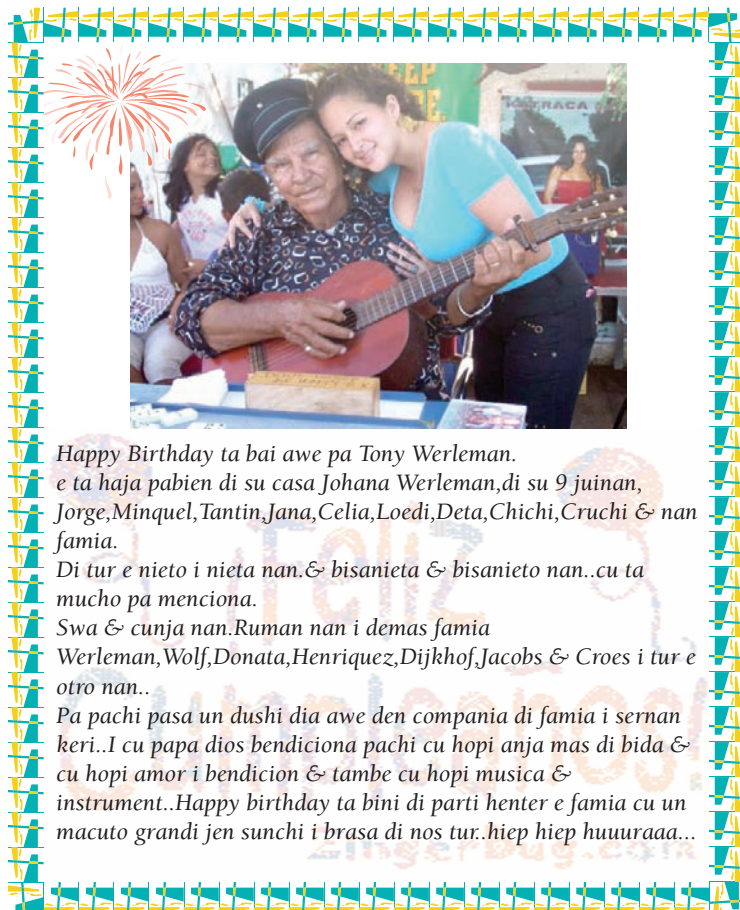 EEP
Happy Birthday ta bai awe pa Tony Werleman.
e ta haja pabien di su casa Johana Werleman,di su 9 juinan,
Jorge,Minquel,Tantin,Jana,Celia,Loedi,Deta,Chichi,Cruchi & nan
famia.
Di tur e nieto i nieta nan.& bisanieta & bisanieto nan..cu ta
mucho pa menciona.
Swa & cunja nan.Ruman nan i demas famia
Werleman,Wolf,Donata,Henriquez,Dijkhof,Jacobs & Croes i tur e
otro nan..
Pa pachi pasa un dushi dia awe den compania di famia i sernan
keri..I cu papa dios bendiciona pachi cu hopi anja mas di bida &
cu hopi amor i bendicion & tambe cu hopi musica &
instrument..Happy birthday ta bini di parti henter e famia cu un
macuto grandi jen sunchi i brasa di nos tur..hiep hiep huuuraaa...
Feliz
Cumpleaños!
ZingerBug.com